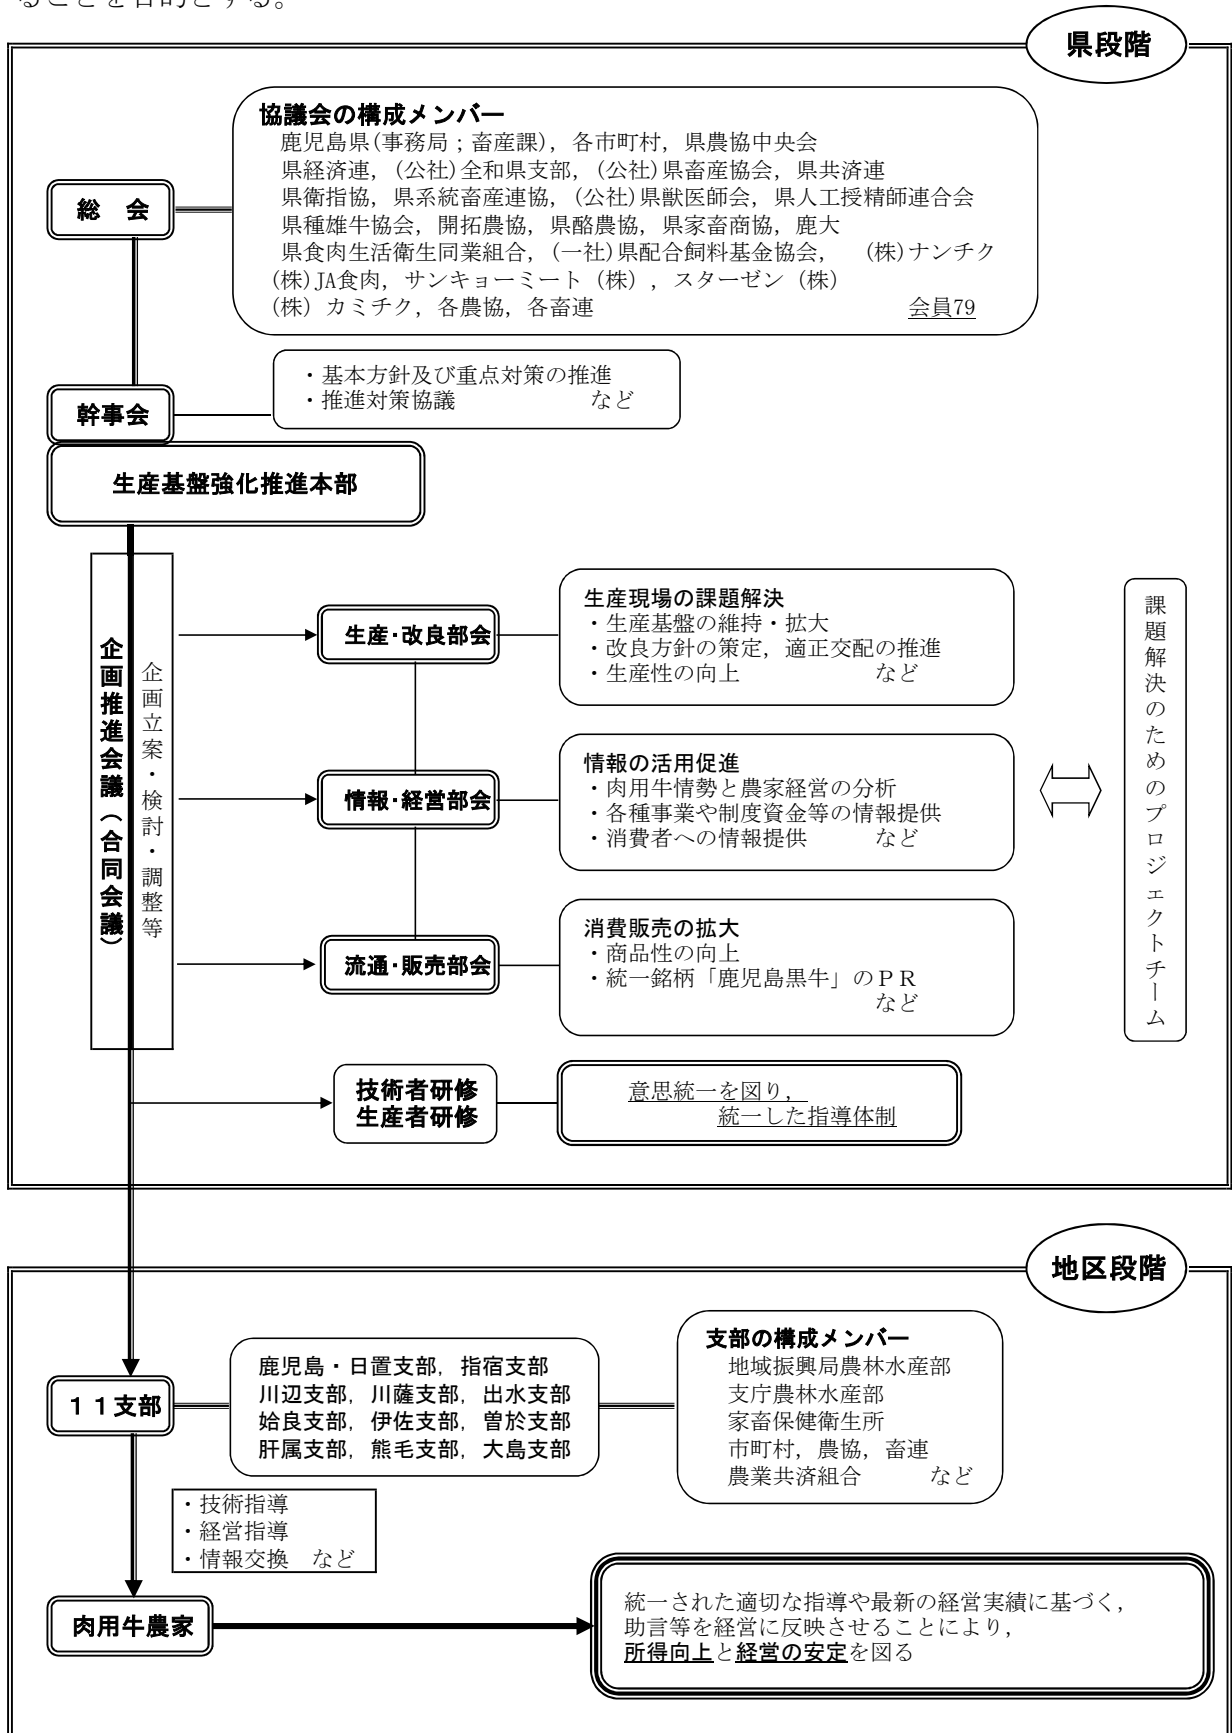 ることを目的とする。
県段階
協議会の構成メンバー
鹿児島県(事務局；畜産課)，各市町村，県農協中央会
県経済連，(公社)全和県支部，(公社)県畜産協会，県共済連
県衛指協，県系統畜産連協，(公社)県獣医師会，県人工授精師連合会
県種雄牛協会，開拓農協，県酪農協，県家畜商協，鹿大
県食肉生活衛生同業組合，(一社)県配合飼料基金協会，　(株)ナンチク
(株)JA食肉，サンキョーミート（株），スターゼン（株）
（株）カミチク，各農協，各畜連　会員79
総　会
・基本方針及び重点対策の推進
・推進対策協議　など
幹事会
生産基盤強化推進本部
企画推進会議（合同会議）
企画立案・検討・調整等
生産・改良部会
生産現場の課題解決
・生産基盤の維持・拡大
・改良方針の策定，適正交配の推進
・生産性の向上　など
情報・経営部会
情報の活用促進
・肉用牛情勢と農家経営の分析
・各種事業や制度資金等の情報提供
・消費者への情報提供　など
流通・販売部会
消費販売の拡大
・商品性の向上
・統一銘柄「鹿児島黒牛」のＰＲ
など
課題解決のためのプロジェクトチーム
技術者研修
生産者研修
意思統一を図り，
統一した指導体制
地区段階
１１支部
鹿児島・日置支部，指宿支部
川辺支部，川薩支部，出水支部
姶良支部，伊佐支部，曽於支部
肝属支部，熊毛支部，大島支部
支部の構成メンバー
地域振興局農林水産部
支庁農林水産部
家畜保健衛生所
市町村，農協，畜連
農業共済組合　など
・技術指導
・経営指導
・情報交換　など
肉用牛農家
統一された適切な指導や最新の経営実績に基づく，
助言等を経営に反映させることにより，
所得向上と経営の安定を図る